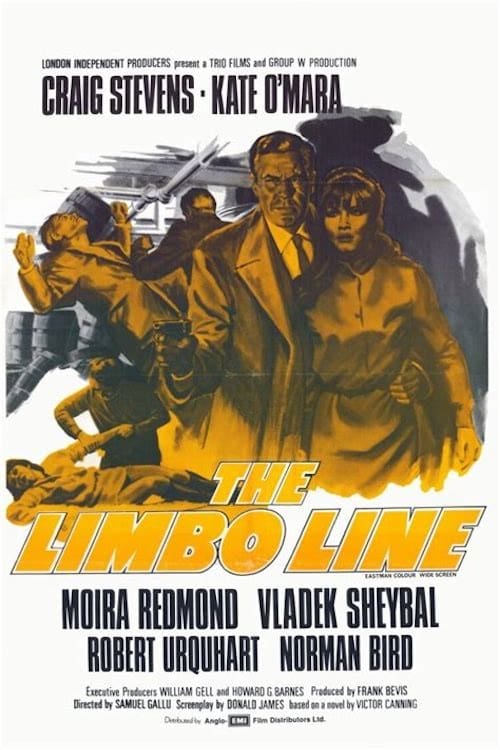 LONDON INDEPENDENT PRODUCERS present a TRIO FILMS and GROUP W PRODUCTION
CRAIG STEVENS · KATE O'MARA
THE
LIMBO LINE
EASTMAN COLOUR WIDE SCREEN
MOIRA REDMOND VLADEK SHEYBAL
ROBERT URQUHART NORMAN BIRD
Executive Producers WILLIAM GELL and HOWARD G BARNES Produced by FRANK BEVIS
Directed by SAMUEL GALLU Screenplay by DONALD JAMES based on a novel by VICTOR CANNING
Distributed by Anglo-EMI Film Distributors Ltd.